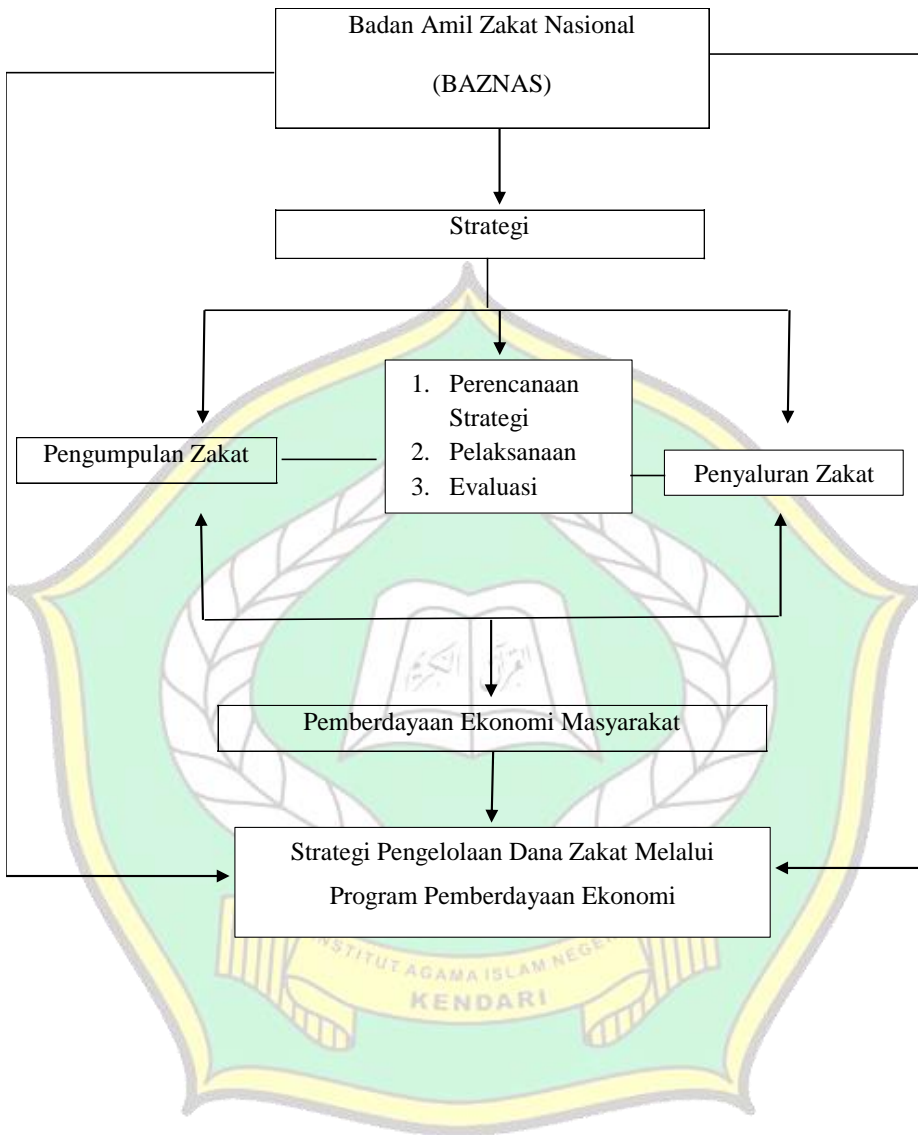 Badan Amil Zakat Nasional
(BAZNAS)
Strategi
1. Perencanaan
Strategi
2. Pelaksanaan
3. Evaluasi
Pengumpulan Zakat
Penyaluran Zakat
Pemberdayaan Ekonomi Masyarakat
Strategi Pengelolaan Dana Zakat Melalui
Program Pemberdayaan Ekonomi
INSTITUT AGAMA ISLAM NEGERI
KENDARI